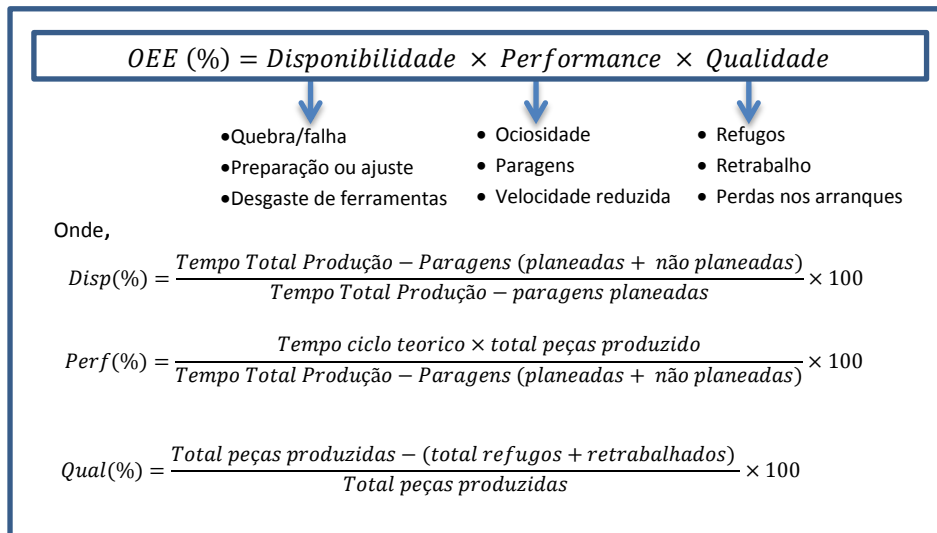 OEE (%) = Disponibilidade × Performance × Qualidade
•Quebra/falha • Ociosidade • Refugos
•Preparação ou ajuste • Paragens • Retrabalho
•Desgaste de ferramentas • Velocidade reduzida • Perdas nos arranques
Onde,
Disp(%) = Tempo Total Produção − Paragens (planeadas + não planeadas) / Tempo Total Produção − paragens planeadas × 100
Perf(%) = Tempo ciclo teorico × total peças produzido / Tempo Total Produção − Paragens (planeadas + não planeadas) × 100
Qual(%) = Total peças produzidas − (total refugos + retrabalhados) / Total peças produzidas × 100